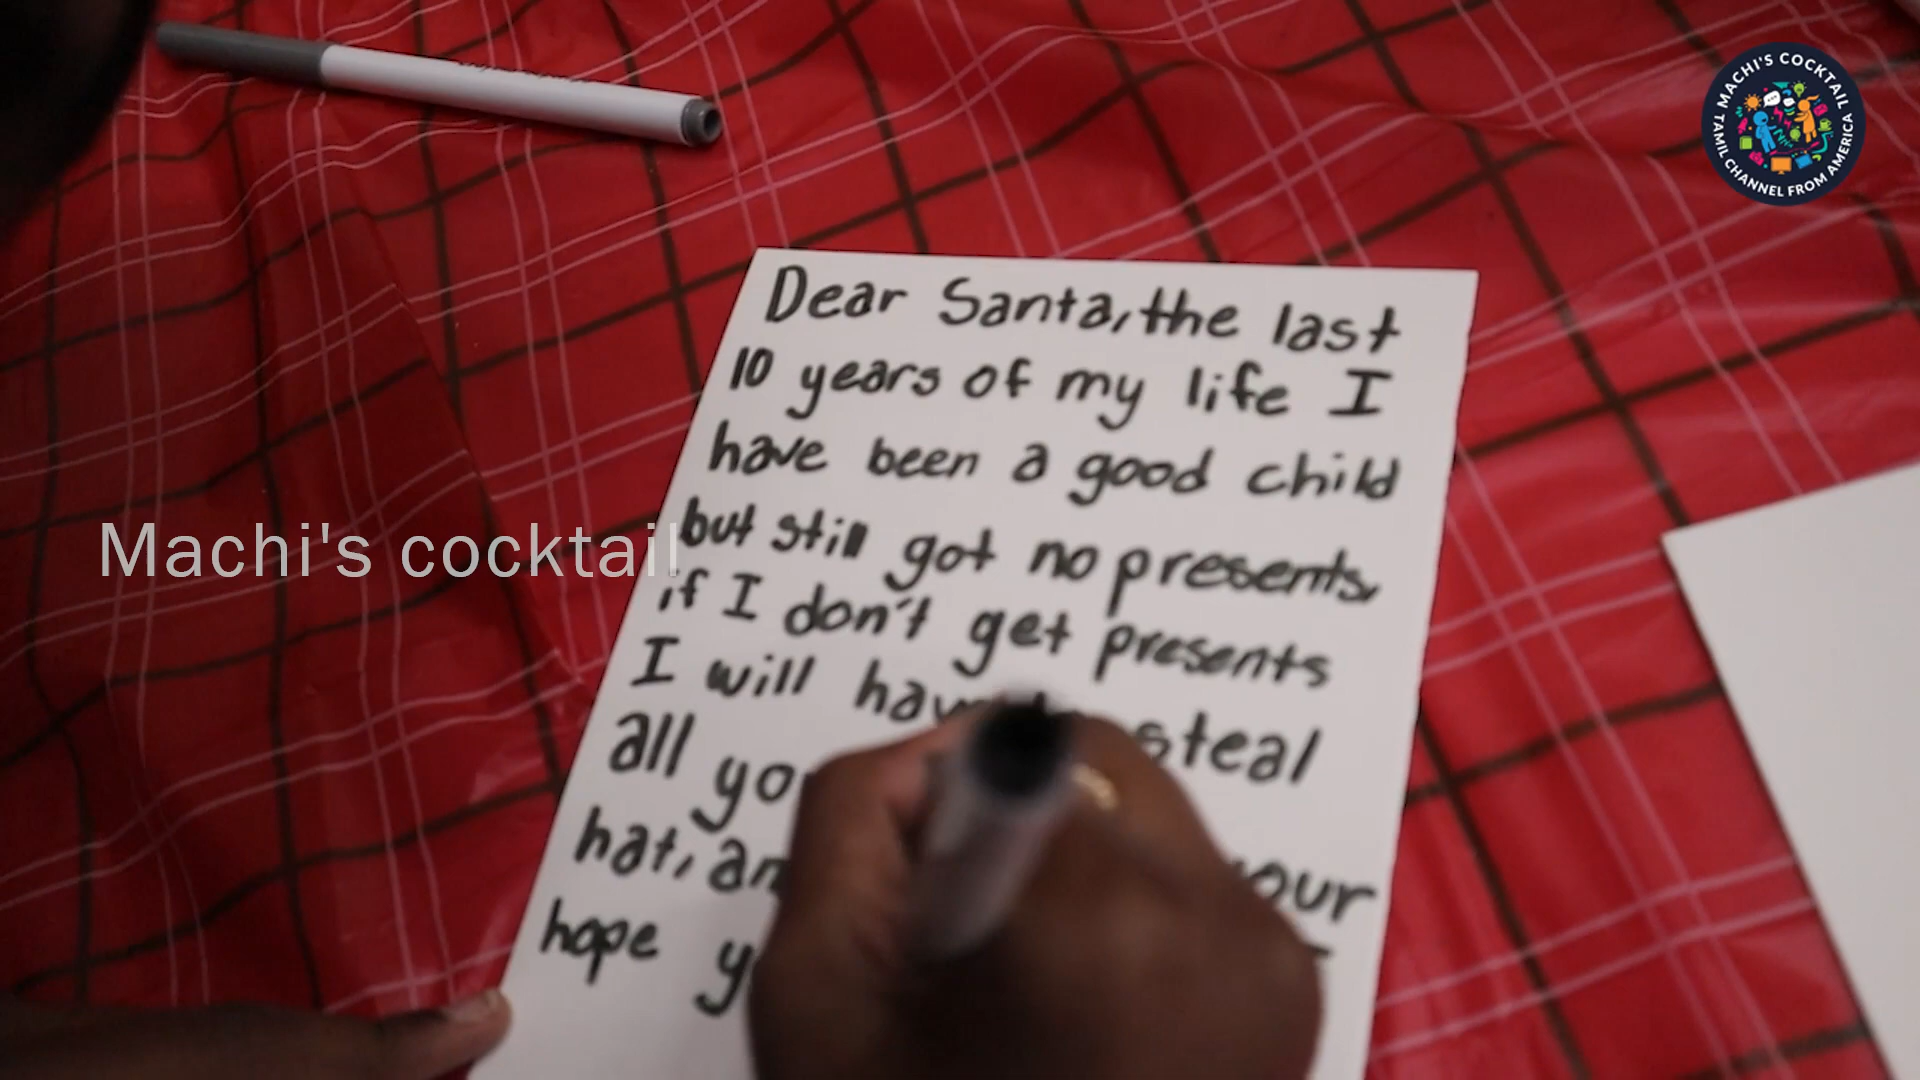 MACHI'S COCKTAIL
TAMIL CHANNEL FROM AMERICA
Dear Santa, the last
10 years of my life I
have been a good child
but still got no presents,
if I don't get presents
I will have steal
all
hat, your
hope
Machi's cocktail